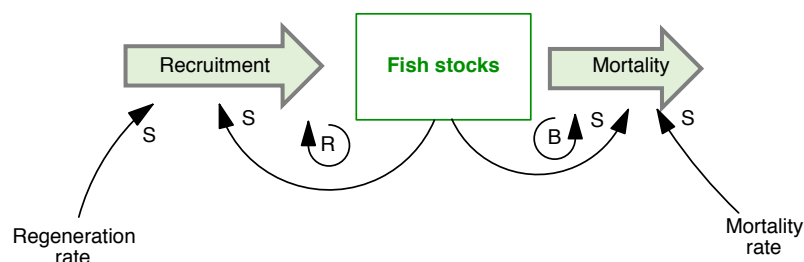 Recruitment
Fish stocks
Mortality
S
S
R
B
S
S
Regeneration
rate
Mortality
rate